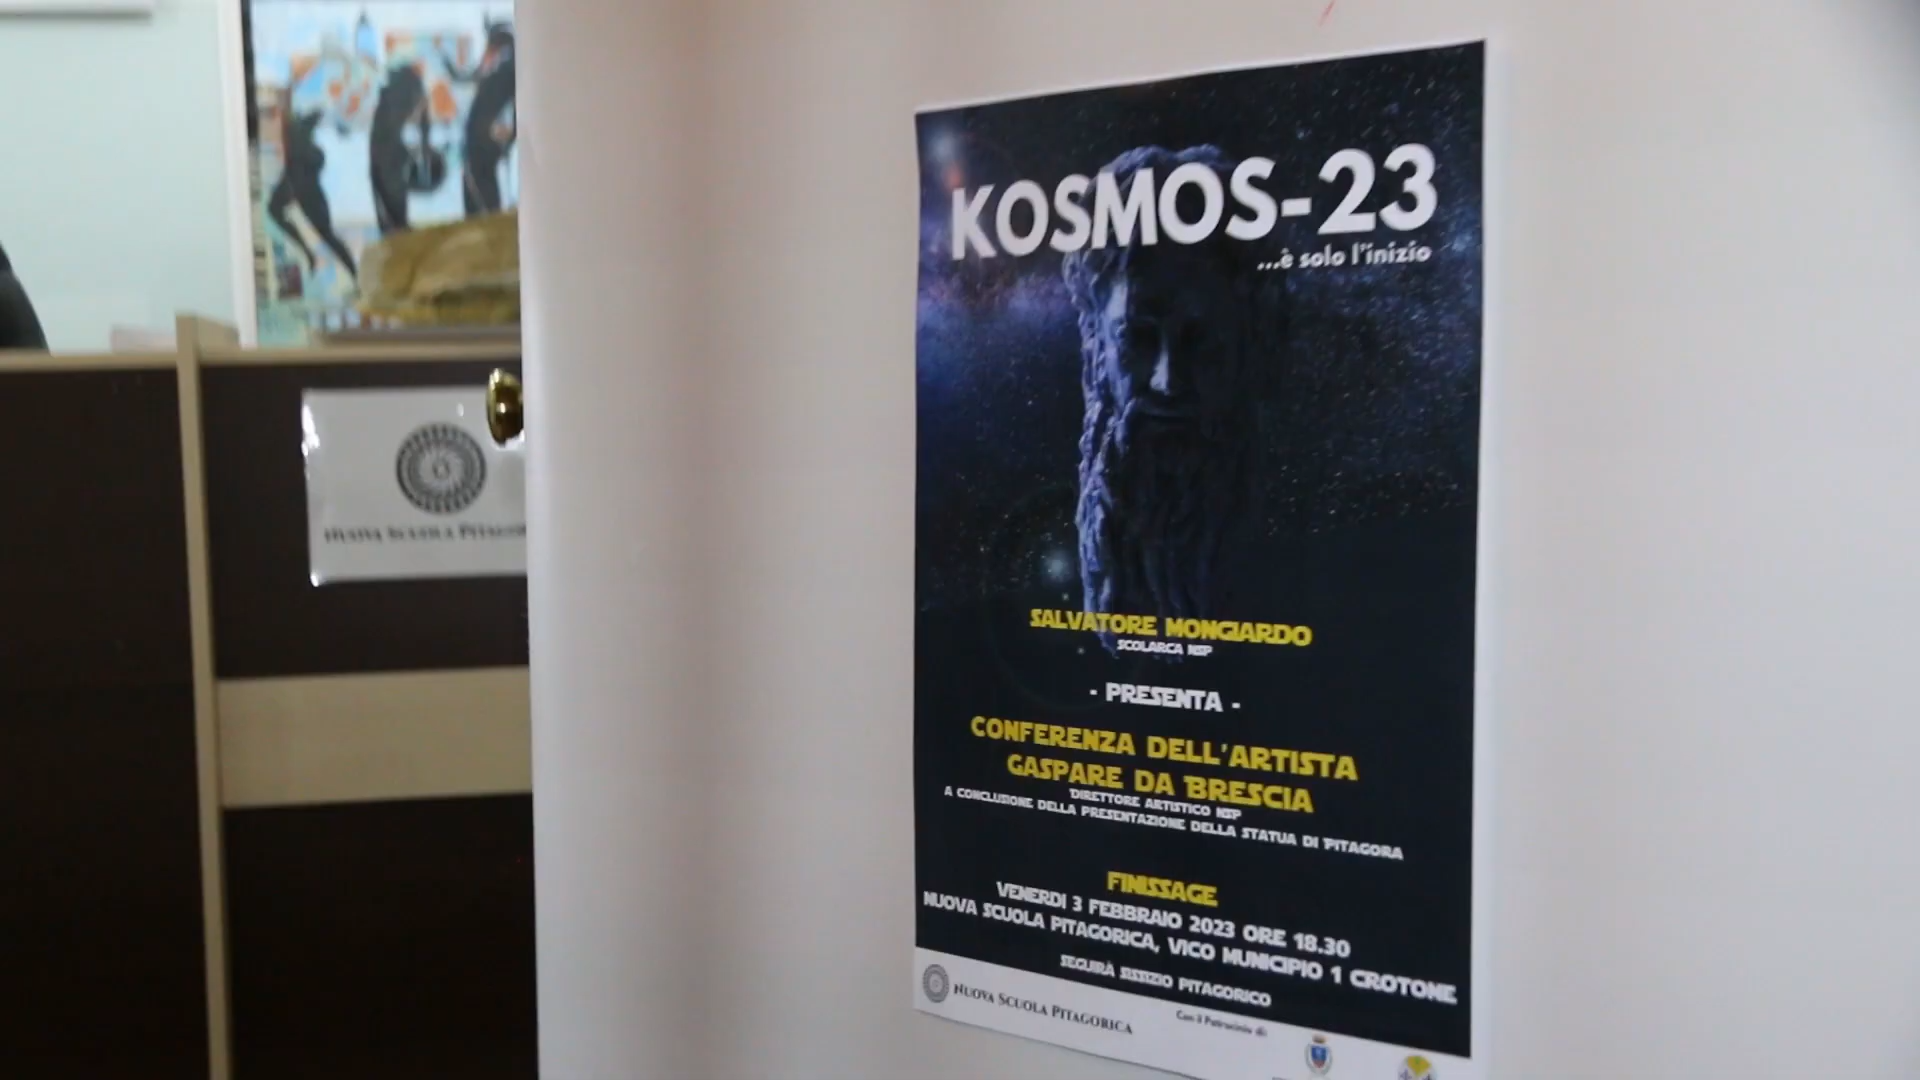 KOSMOS-23
...è solo l'inizio
SALVATORE MONGIARDO
SCOLARCA NSP
- PRESENTA -
CONFERENZA DELL'ARTISTA
GASPARE DA BRESCIA
DIRETTORE ARTISTICO NSP
A CONCLUSIONE DELLA PRESENTAZIONE DELLA STATUA DI PITAGORA
FINISSAGE
VENERDI 3 FEBBRAIO 2023 ORE 18.30
NUOVA SCUOLA PITAGORICA, VICO MUNICIPIO 1 CROTONE
SEGUIRÀ SISSIZIO PITAGORICO
NUOVA SCUOLA PITAGORICA
Con il Patrocinio di:
NUOVA SCUOLA PITAGOR